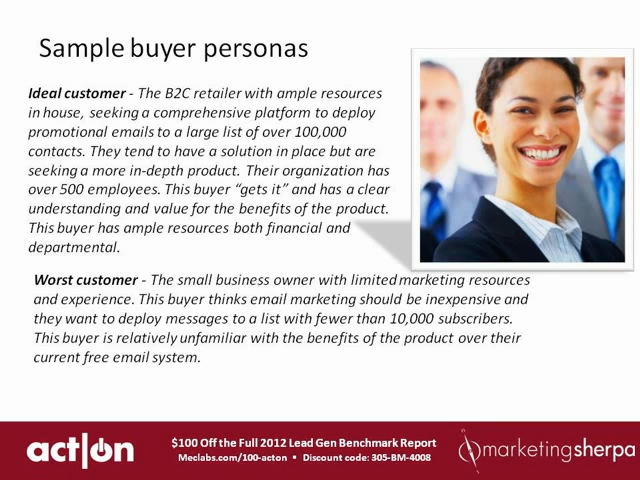 Sample buyer personas
Ideal customer - The B2C retailer with ample resources
in house, seeking a comprehensive platform to deploy
promotional emails to a large list of over 100,000
contacts. They tend to have a solution in place but are
seeking a more in-depth product. Their organization has
over 500 employees. This buyer “gets it” and has a clear
understanding and value for the benefits of the product.
This buyer has ample resources both financial and
departmental.
Worst customer - The small business owner with limited marketing resources
and experience. This buyer thinks email marketing should be inexpensive and
they want to deploy messages to a list with fewer than 10,000 subscribers.
This buyer is relatively unfamiliar with the benefits of the product over their
current free email system.
act|on
$100 Off the Full 2012 Lead Gen Benchmark Report
Meclabs.com/100-acton ▪ Discount code: 305-BM-4008
marketingsherpa